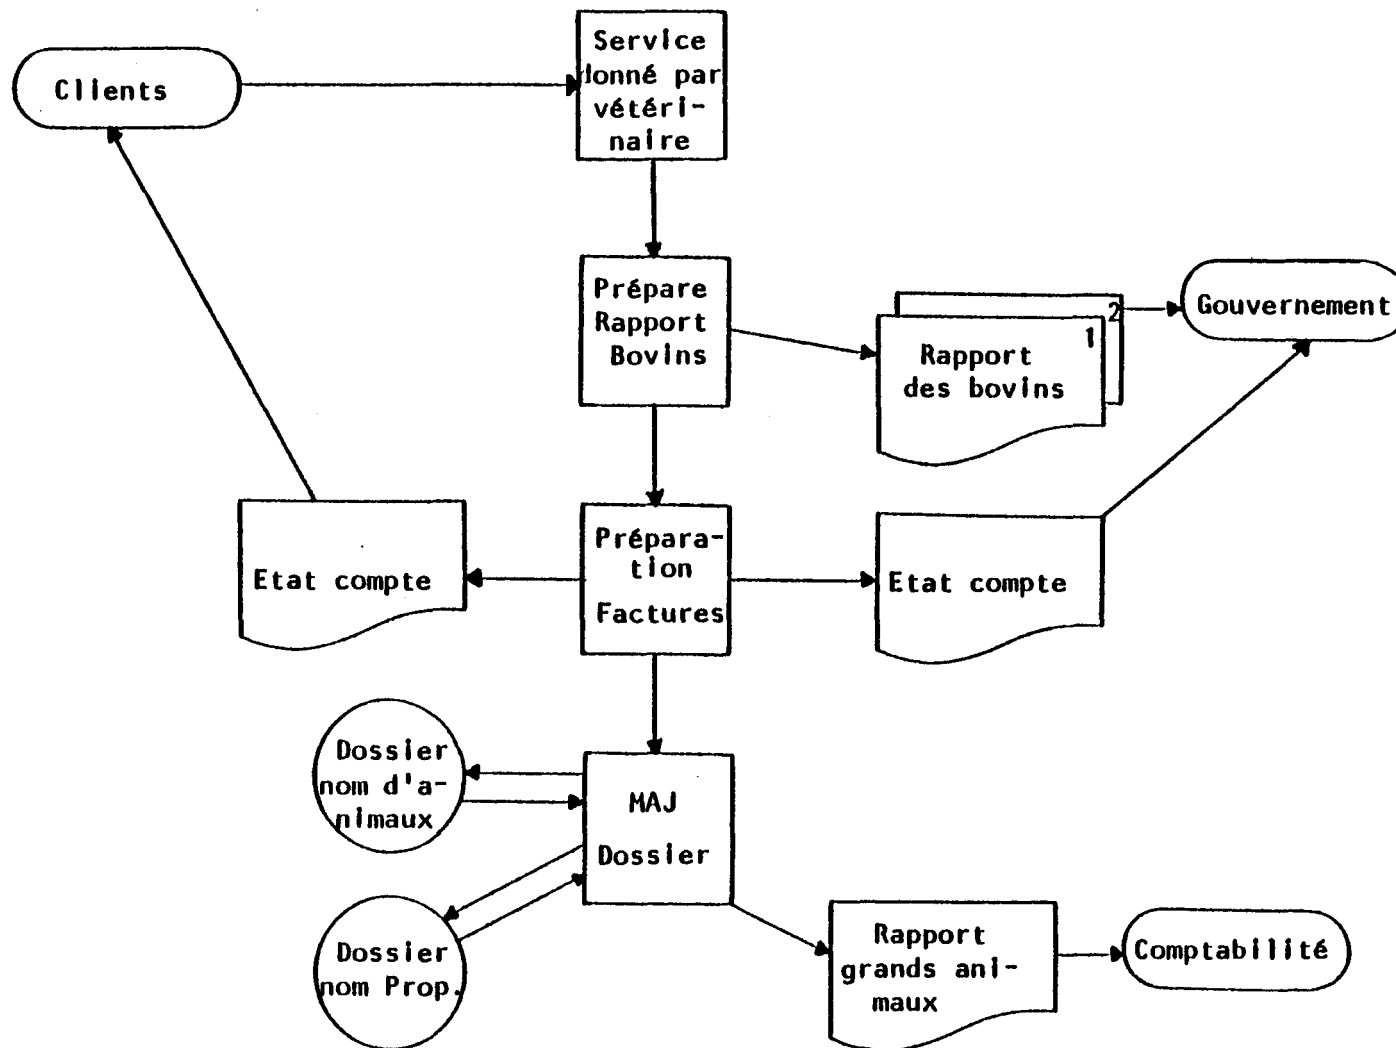 Clients
Service
donné par
vétéri-
naire
Prépare
Rapport
Bovins
2
1
Rapport
des bovins
Gouvernement
Etat compte
Prépara-
tion
Factures
Etat compte
Dossier
nom d'a-
nimaux
MAJ
Dossier
Dossier
nom Prop.
Rapport
grands ani-
maux
Comptabilité